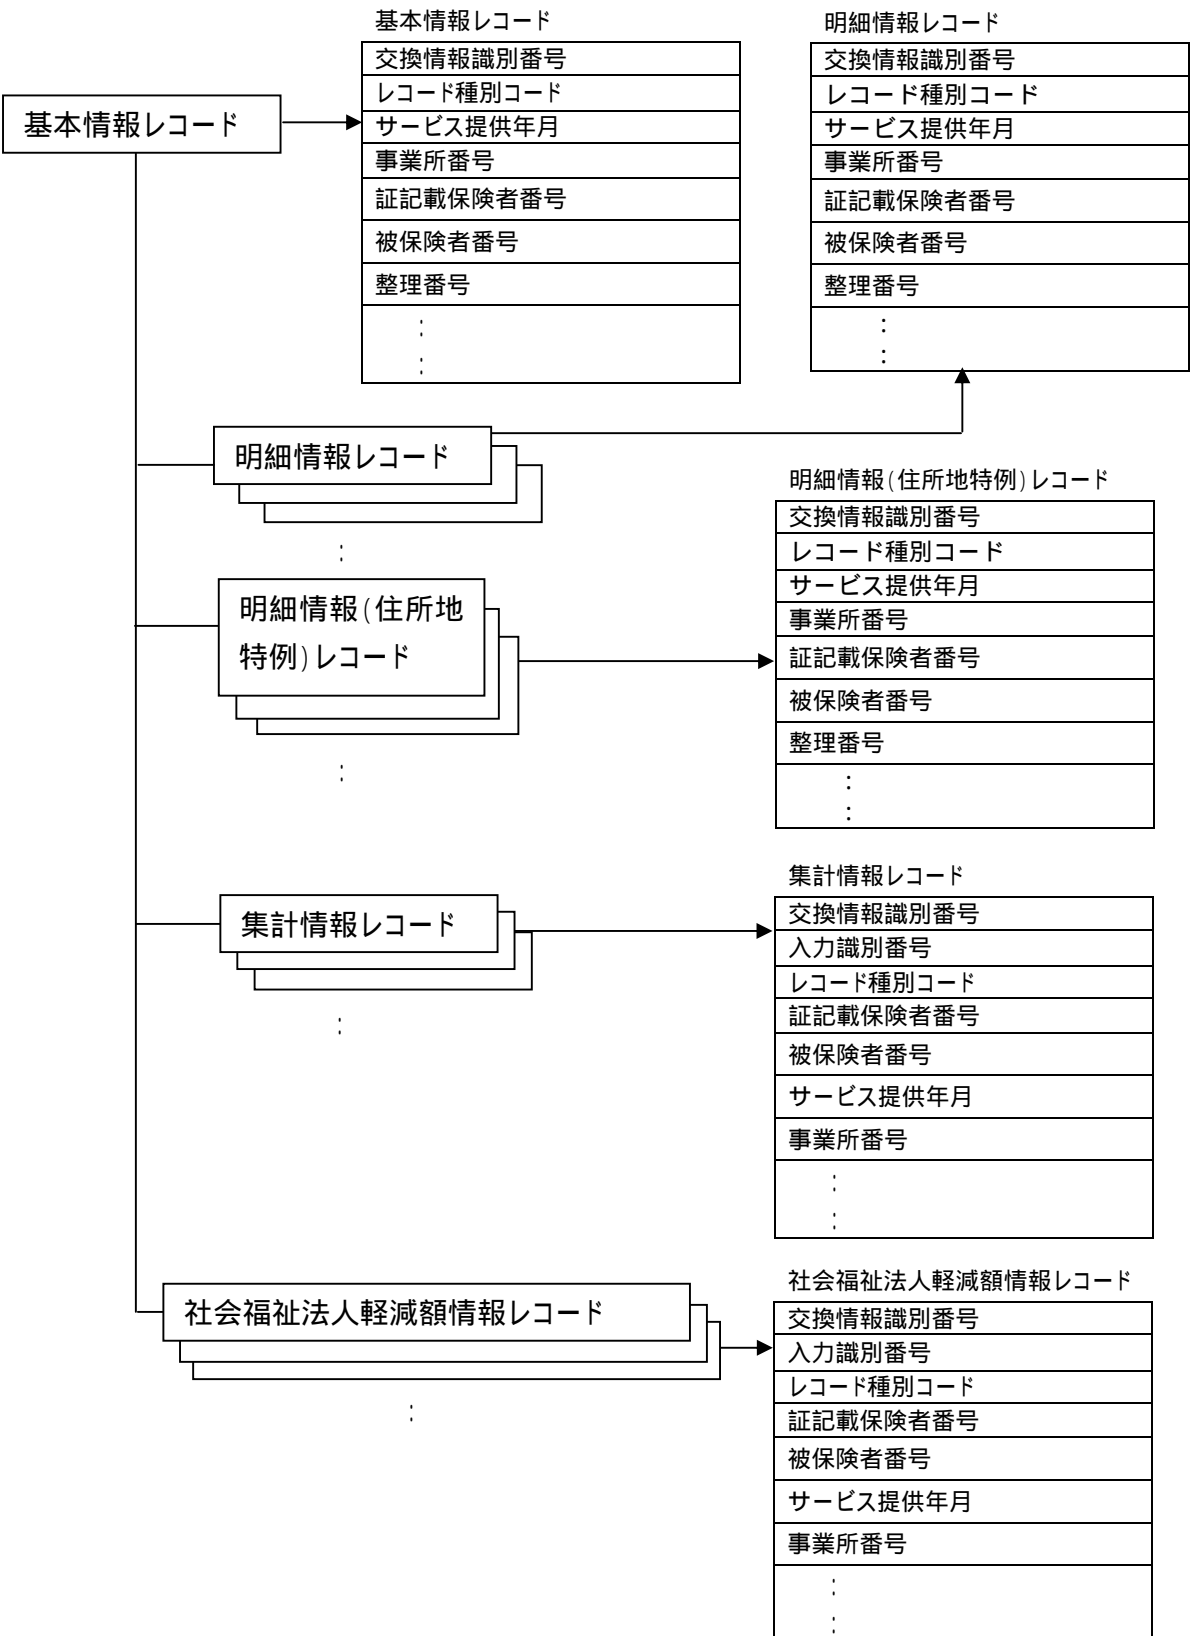 基本情報レコード
交換情報識別番号
レコード種別コード
サービス提供年月
事業所番号
証記載保険者番号
被保険者番号
整理番号
:
:
明細情報レコード
交換情報識別番号
レコード種別コード
サービス提供年月
事業所番号
証記載保険者番号
被保険者番号
整理番号
:
:
基本情報レコード
明細情報レコード
:
明細情報(住所地特例)レコード
交換情報識別番号
レコード種別コード
サービス提供年月
事業所番号
証記載保険者番号
被保険者番号
整理番号
:
:
明細情報(住所地
特例)レコード
:
集計情報レコード
交換情報識別番号
入力識別番号
レコード種別コード
証記載保険者番号
被保険者番号
サービス提供年月
事業所番号
:
:
集計情報レコード
:
社会福祉法人軽減額情報レコード
交換情報識別番号
入力識別番号
レコード種別コード
証記載保険者番号
被保険者番号
サービス提供年月
事業所番号
:
:
社会福祉法人軽減額情報レコード
: